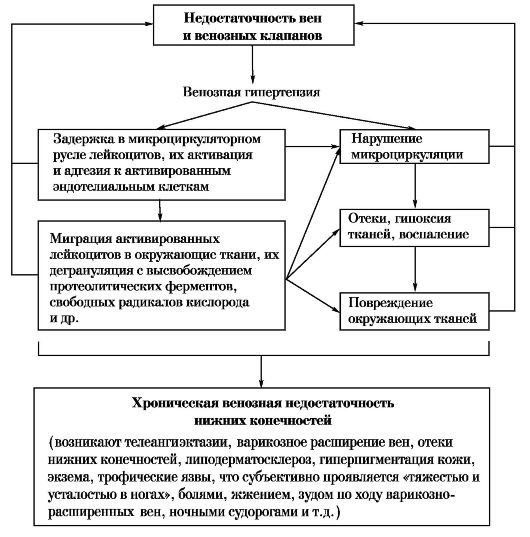 Недостаточность вен
и венозных клапанов
Венозная гипертензия
Задержка в микроциркуляторном
русле лейкоцитов, их активация
и адгезия к активированным
эндотелиальным клеткам
Нарушение
микроциркуляции
Миграция активированных
лейкоцитов в окружающие ткани, их
дегрануляция с высвобождением
протеолитических ферментов,
свободных радикалов кислорода
и др.
Отеки, гипоксия
тканей, воспаление
Повреждение
окружающих тканей
Хроническая венозная недостаточность
нижних конечностей
(возникают телеангиэктазии, варикозное расширение вен, отеки
нижних конечностей, липодерматосклероз, гиперпигментация кожи,
экзема, трофические язвы, что субъективно проявляется «тяжестью и
усталостью в ногах», болями, жжением, зудом по ходу варикозно-
расширенных вен, ночными судорогами и т.д.)